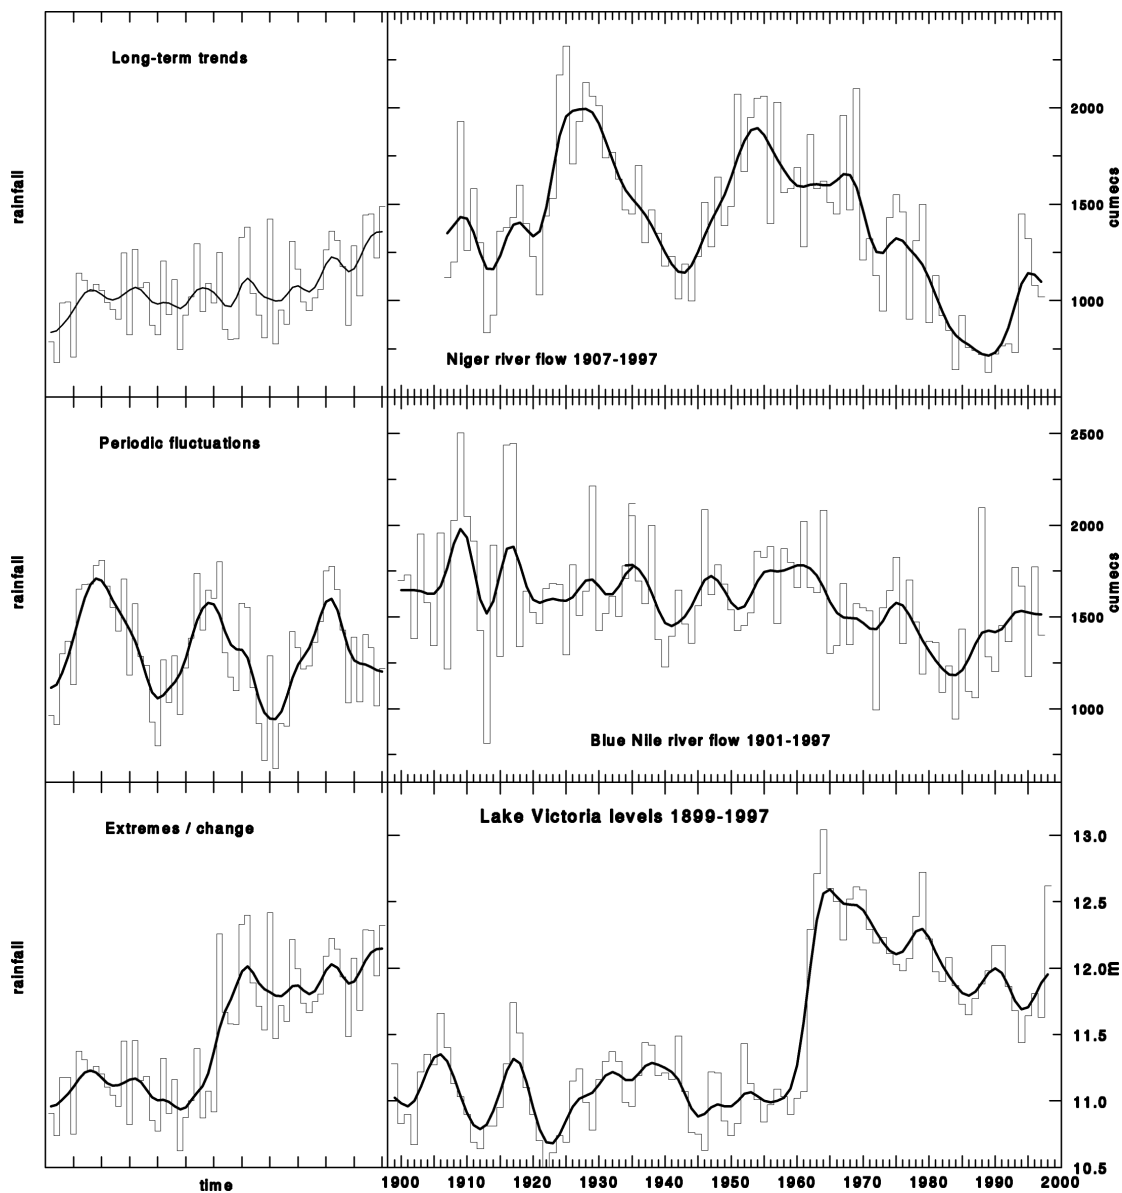 Long-term trends
rainfall
2000
1500
1000
cumecs
Niger river flow 1907-1997
Periodic fluctuations
rainfall
2500
2000
1500
1000
cumecs
Blue Nile river flow 1901-1997
Extremes / change
rainfall
Lake Victoria levels 1899-1997
13.0
12.5
12.0
m
11.5
11.0
10.5
time
1900 1910 1920 1930 1940 1950 1960 1970 1980 1990 2000